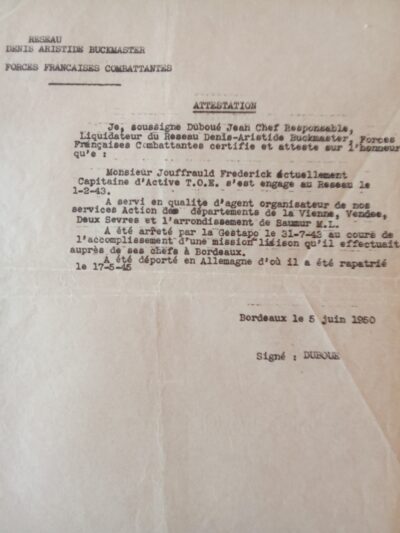 RESEAU
DENIS ARISTIDE BUCKMASTER
FORCES FRANCAISES COMBATTANTES
ATTESTATION
Je, soussigne Duboué Jean Chef Responsable,
Liquidateur du Reseau Denis-Aristide Buckmaster, Forces
Françaises Combattantes certifie et atteste sur l'honneur
qu'e :
Monsieur Jouffrauld Frederick actuellement
Capitaine d'Active T.O.E. s'est engage au Reseau le
1-2-43.
A servi en qualite d'agent organisateur de nos
services Action des départements de la Vienne, Vendee,
Deux Sevres et l'arrondissement de Saumur M.L.
A été arreté par la Gestapo le 31-7-43 au cours de
l'accomplissement d'une mission liaison qu'il effectuait
auprès de ses chefs à Bordeaux.
A été déporté en Allemagne d'où il a été rapatrié
le 17-5-45
Bordeaux le 5 juin 1950
Signé : DUBOUE